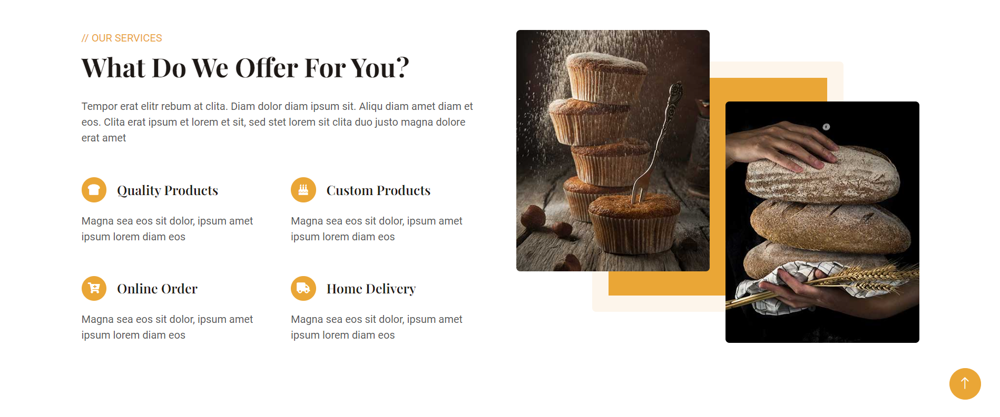 // OUR SERVICES
What Do We Offer For You?
Tempor erat elitr rebum at clita. Diam dolor diam ipsum sit. Aliqu diam amet diam et
eos. Clita erat ipsum et lorem et sit, sed stet lorem sit clita duo justo magna dolore
erat amet
Quality Products
Magna sea eos sit dolor, ipsum amet
ipsum lorem diam eos
Custom Products
Magna sea eos sit dolor, ipsum amet
ipsum lorem diam eos
Online Order
Magna sea eos sit dolor, ipsum amet
ipsum lorem diam eos
Home Delivery
Magna sea eos sit dolor, ipsum amet
ipsum lorem diam eos